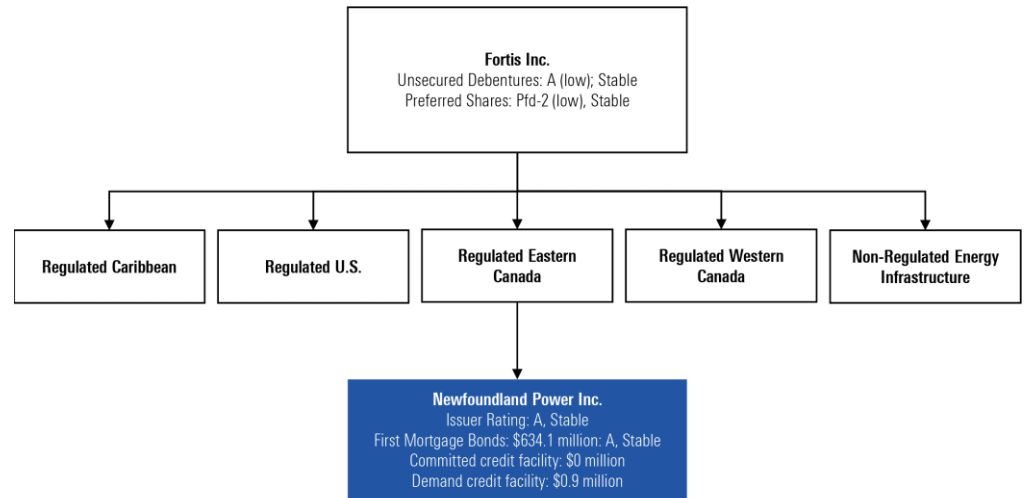 Fortis Inc.
Unsecured Debentures: A (low); Stable
Preferred Shares: Pfd-2 (low), Stable
Regulated Caribbean
Regulated U.S.
Regulated Eastern
Canada
Regulated Western
Canada
Non-Regulated Energy
Infrastructure
Newfoundland Power Inc.
Issuer Rating: A, Stable
First Mortgage Bonds: $634.1 million: A, Stable
Committed credit facility: $0 million
Demand credit facility: $0.9 million